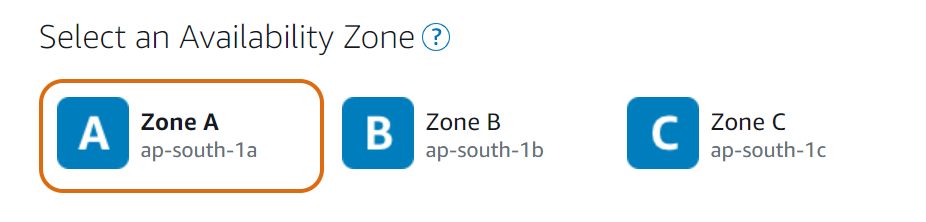 Select an Availability Zone ?
A Zone A
ap-south-1a
B Zone B
ap-south-1b
C Zone C
ap-south-1c